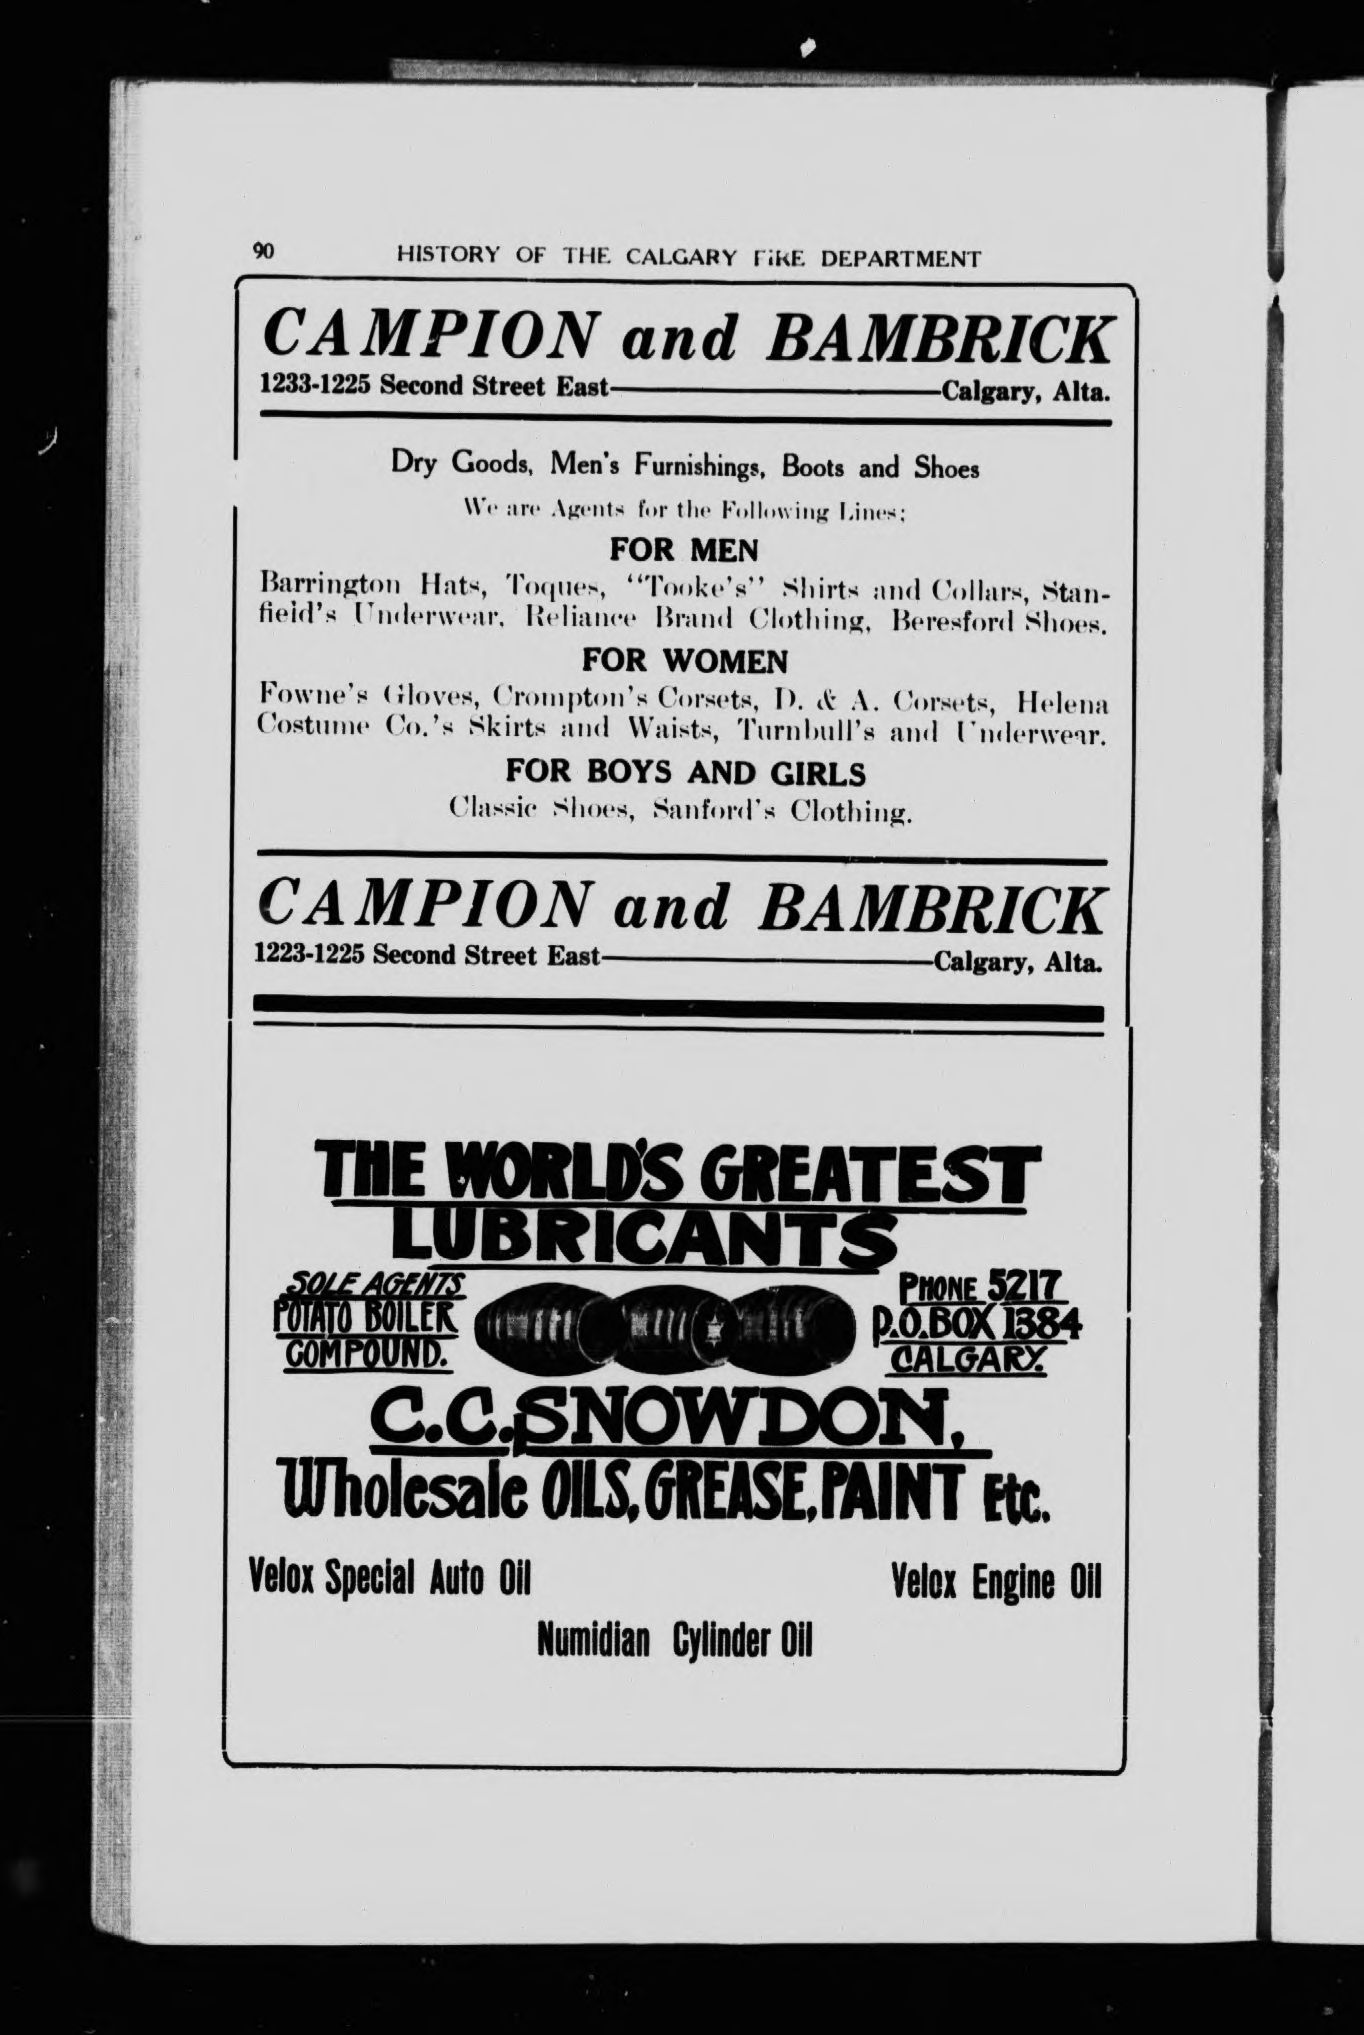 90 HISTORY OF THE CALGARY FIRE DEPARTMENT
CAMPION and BAMBRICK
1233-1225 Second Street East Calgary, Alta.
Dry Goods, Men's Furnishings, Boots and Shoes
We are Agents for the Following Lines;
FOR MEN
Barrington Hats, Toques, "Tooke's" Shirts and Collars, Stan-
field's Underwear, Reliance Brand Clothing, Beresford Shoes.
FOR WOMEN
Fowne's Gloves, Crompton's Corsets, D. & A. Corsets, Helena
Costume Co.'s Skirts and Waists, Turnbull's and Underwear.
FOR BOYS AND GIRLS
Classic Shoes, Sanford's Clothing.
CAMPION and BAMBRICK
1223-1225 Second Street East Calgary, Alta.
THE WORLD'S GREATEST
LUBRICANTS
SOLE AGENTS
POTATO BOILER
COMPOUND.
PHONE 5217
P.O. BOX 1384
CALGARY.
C.C. SNOWDON,
Wholesale OILS, GREASE, PAINT Etc.
Velox Special Auto Oil Velox Engine Oil
Numidian Cylinder Oil